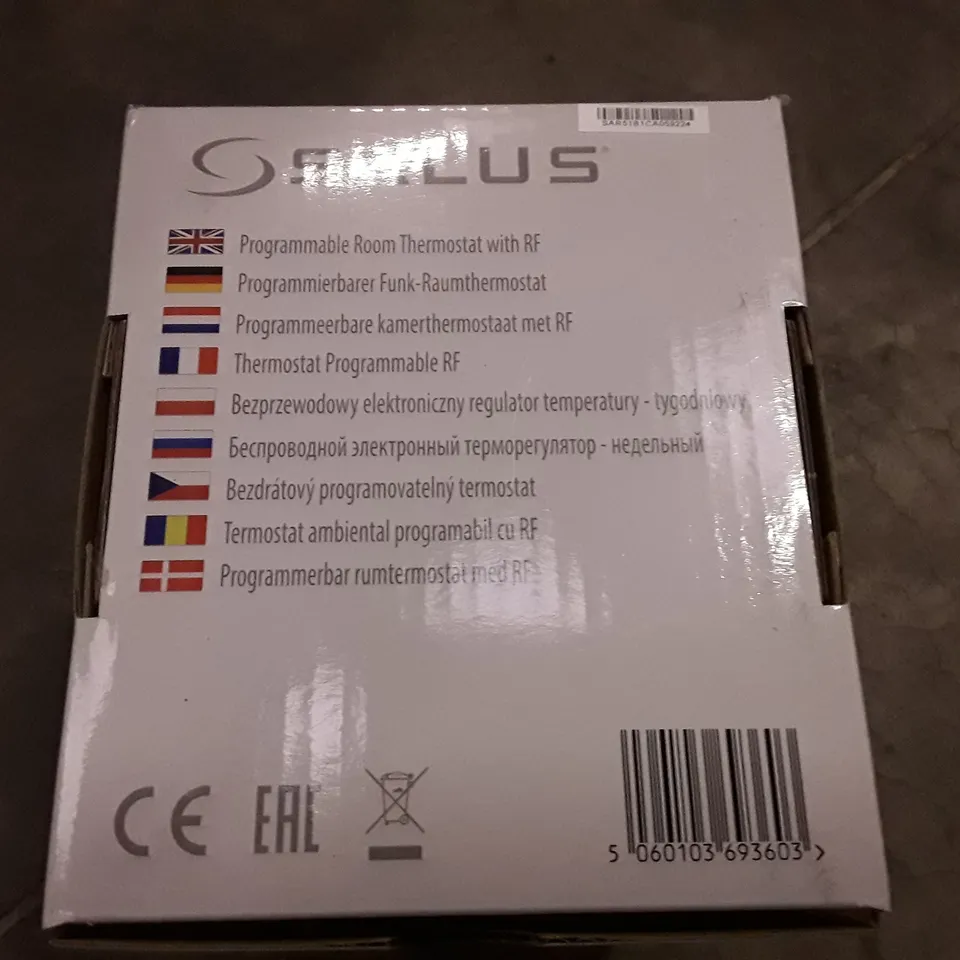 SALUS
Programmable Room Thermostat with RF
Programmierbarer Funk-Raumthermostat
Programmeerbare kamerthermostaat met RF
Thermostat Programmable RF
Bezprzewodowy elektroniczny regulator temperatury - tygodniowy
Беспроводной электронный терморегулятор - недельный
Bezdrátový programovatelný termostat
Termostat ambiental programabil cu RF
Programmerbar rumtermostat med RF
CE EAC
5 060103 693603 >